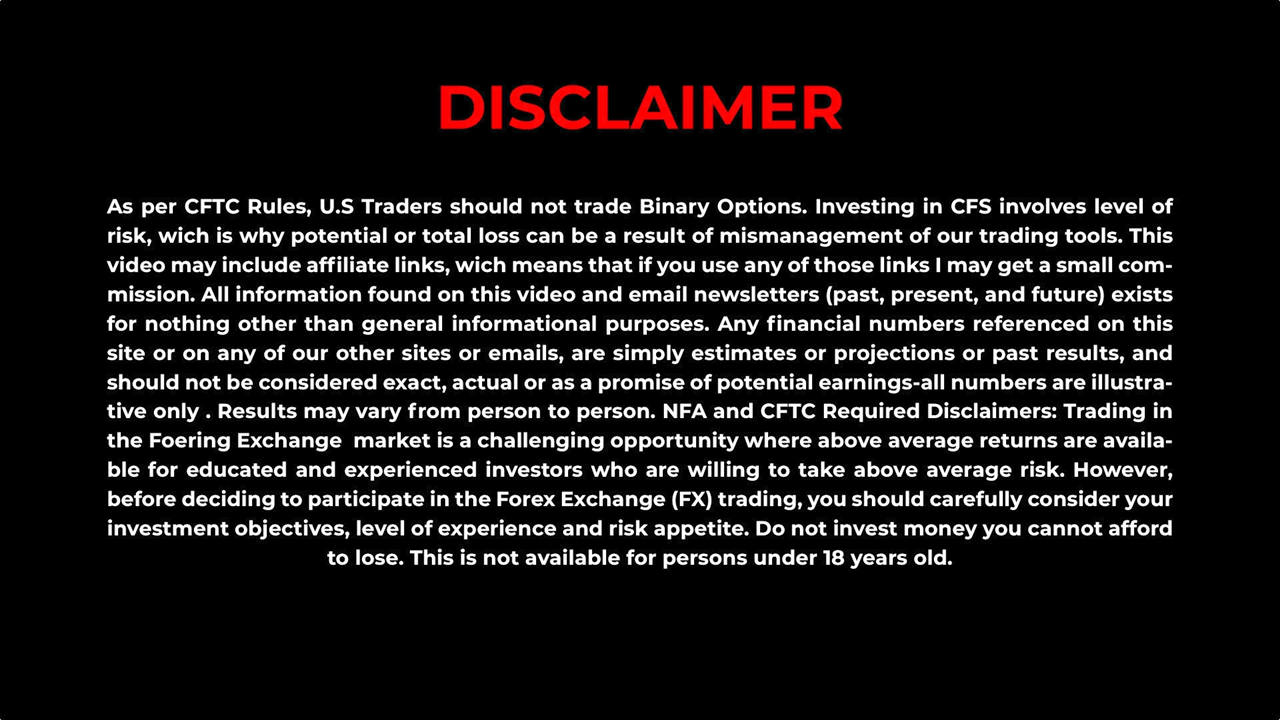 DISCLAIMER
As per CFTC Rules, U.S Traders should not trade Binary Options. Investing in CFS involves level of
risk, wich is why potential or total loss can be a result of mismanagement of our trading tools. This
video may include affiliate links, wich means that if you use any of those links I may get a small com-
mission. All information found on this video and email newsletters (past, present, and future) exists
for nothing other than general informational purposes. Any financial numbers referenced on this
site or on any of our other sites or emails, are simply estimates or projections or past results, and
should not be considered exact, actual or as a promise of potential earnings-all numbers are illustra-
tive only . Results may vary from person to person. NFA and CFTC Required Disclaimers: Trading in
the Foering Exchange  market is a challenging opportunity where above average returns are availa-
ble for educated and experienced investors who are willing to take above average risk. However,
before deciding to participate in the Forex Exchange (FX) trading, you should carefully consider your
investment objectives, level of experience and risk appetite. Do not invest money you cannot afford
to lose. This is not available for persons under 18 years old.